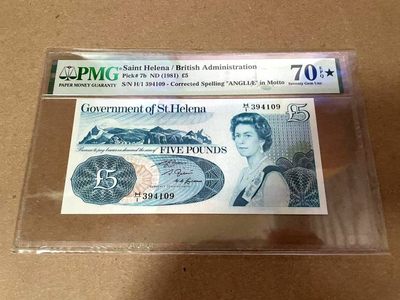 PMG
PAPER MONEY GUARANTY
Saint Helena / British Administration
Pick# 7b ND (1981) £5
S/N H/1 394109 - Corrected Spelling "ANGLIÆ" in Motto
70 EPQ ★
Seventy Gem Unc
Government of St. Helena
H/1 394109
£5
FIVE POUNDS
£5
H/1 394109